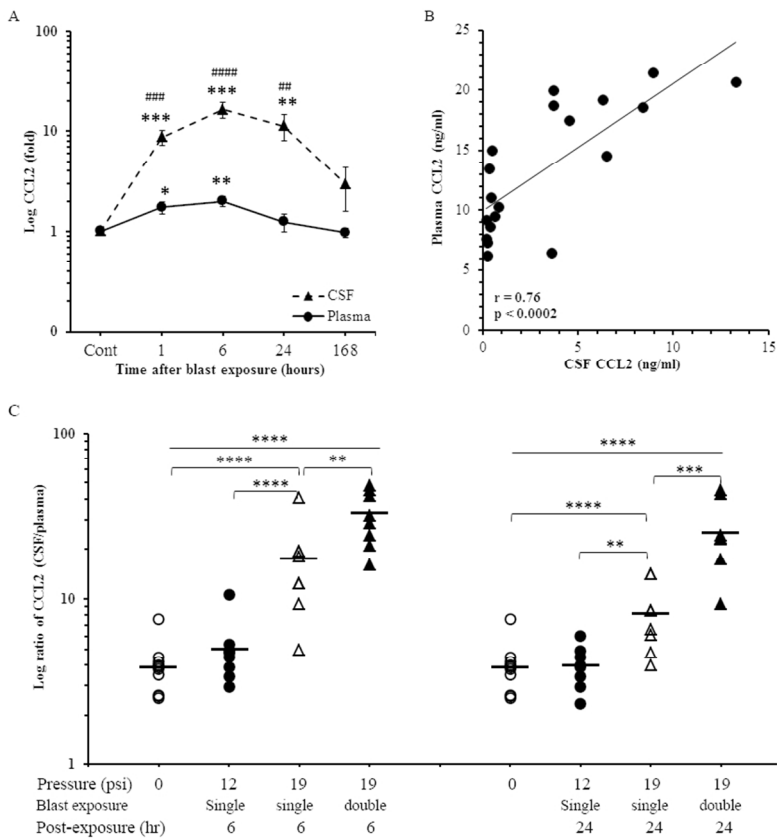 A
100
10
1
0
Log CCL2 (fold)
###
***
####
***
##
**
*
**
CSF
Plasma
Cont 1 6 24 168
Time after blast exposure (hours)
B
25
20
15
10
5
0
Plasma CCL2 (ng/ml)
r = 0.76
p < 0.0002
0 5 10 15
CSF CCL2 (ng/ml)
C
100
10
1
Log ratio of CCL2 (CSF/plasma)
****
**** **
****
****
***
****
**
Pressure (psi) 0 12 19 19 0 12 19 19
Blast exposure Single single double Single single double
Post-exposure (hr) 6 6 6 24 24 24